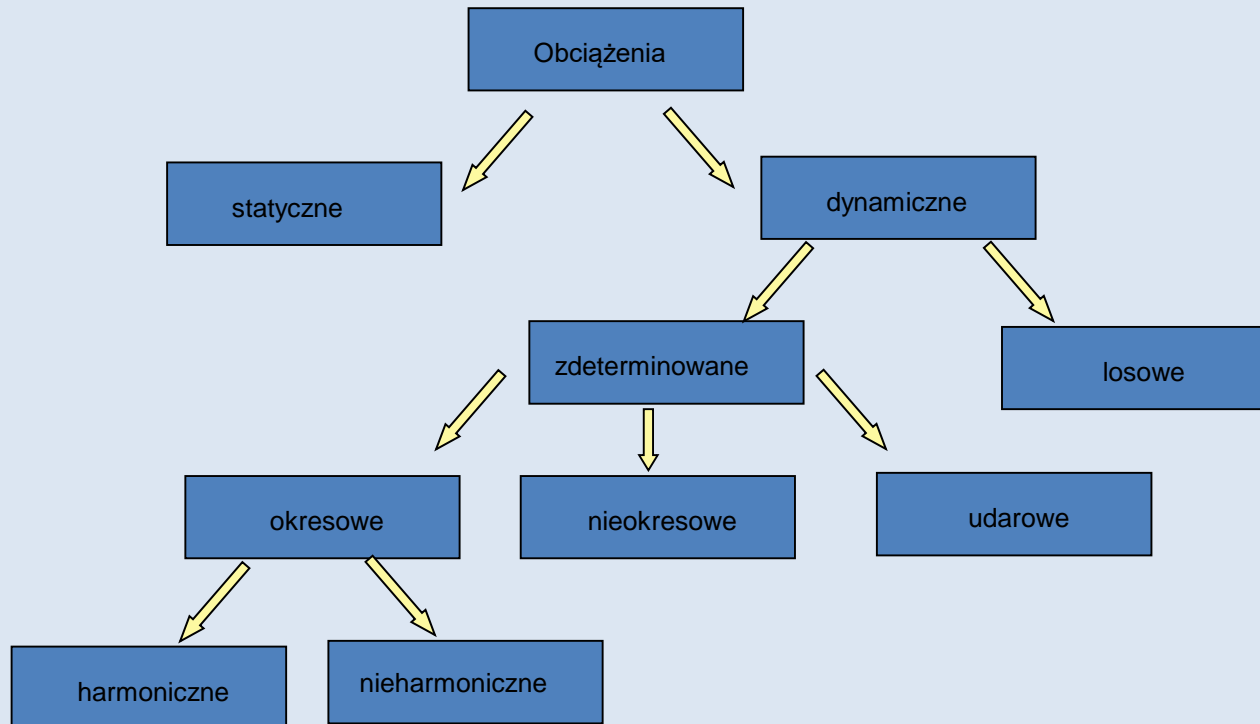 Obciążenia
statyczne
dynamiczne
zdeterminowane
losowe
okresowe
nieokresowe
udarowe
harmoniczne
nieharmoniczne